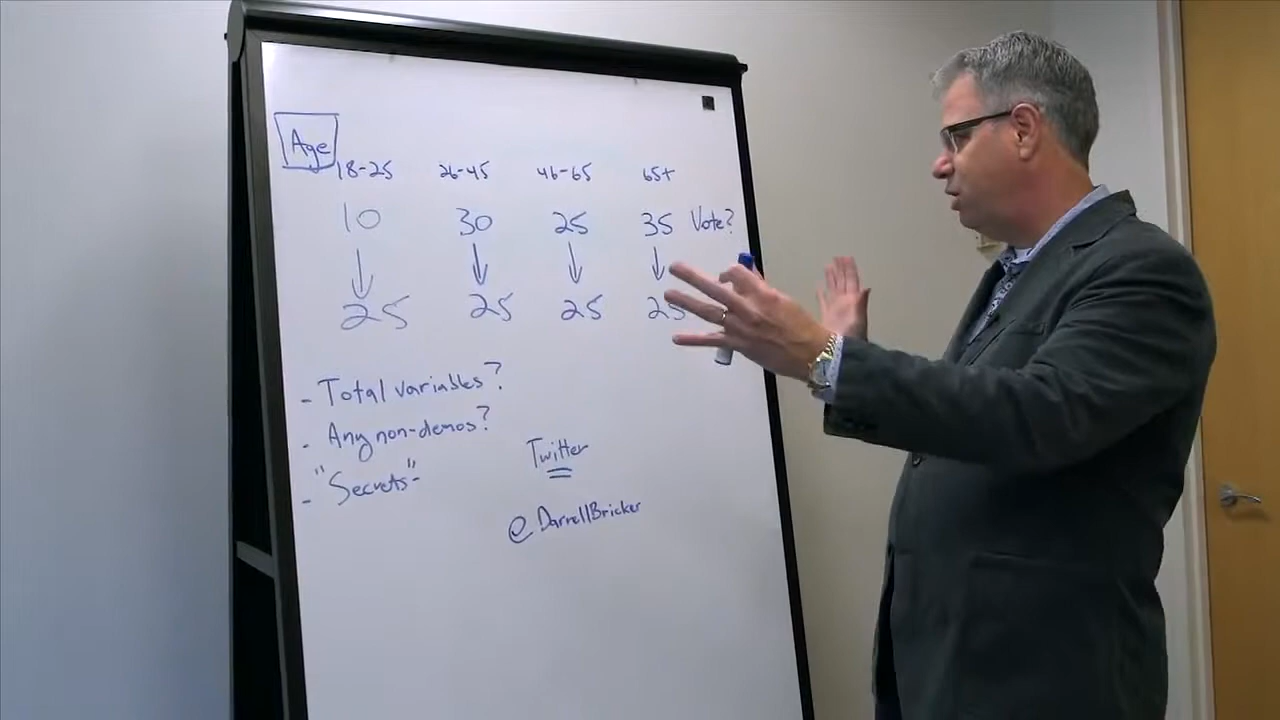 Age
18-25 26-45 46-65 65+
10 30 25 35 Vote?
25 25 25 25
- Total variables?
- Any non-demos?
- "Secrets"-
Twitter
@DarrellBricker